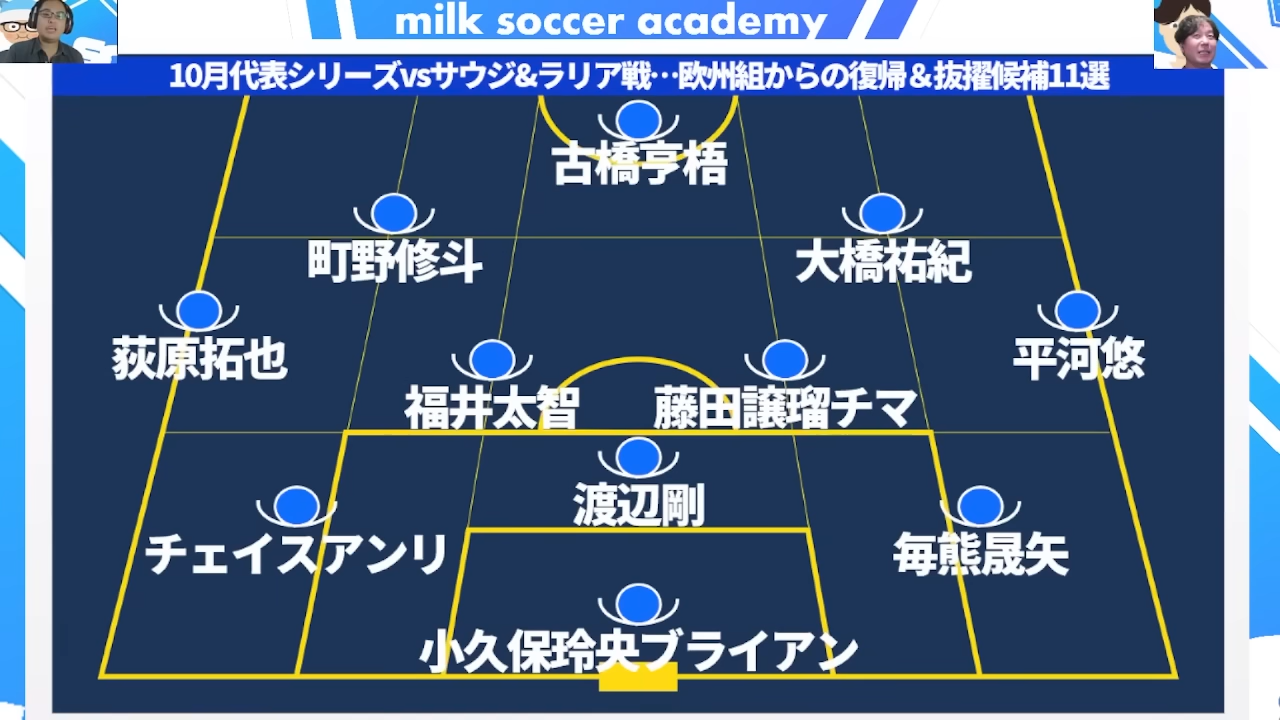 milk soccer academy
10月代表シリーズvsサウジ&ラリア戦…欧州組からの復帰＆抜擢候補11選
古橋亨梧
町野修斗
大橋祐紀
荻原拓也
平河悠
福井太智
藤田譲瑠チマ
渡辺剛
チェイスアンリ
毎熊晟矢
小久保玲央ブライアン